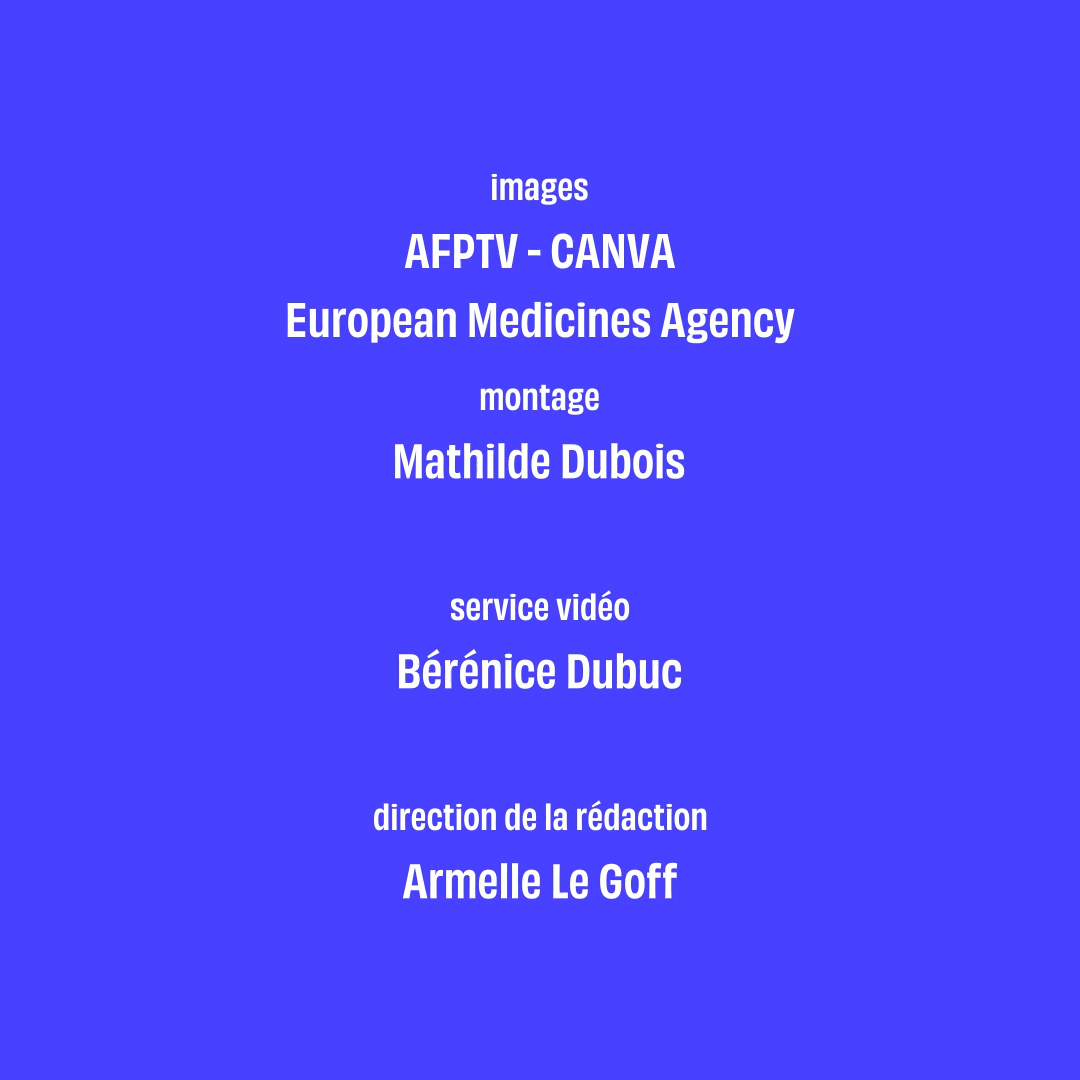 images
AFPTV - CANVA
European Medicines Agency
montage
Mathilde Dubois
service vidéo
Bérénice Dubuc
direction de la rédaction
Armelle Le Goff